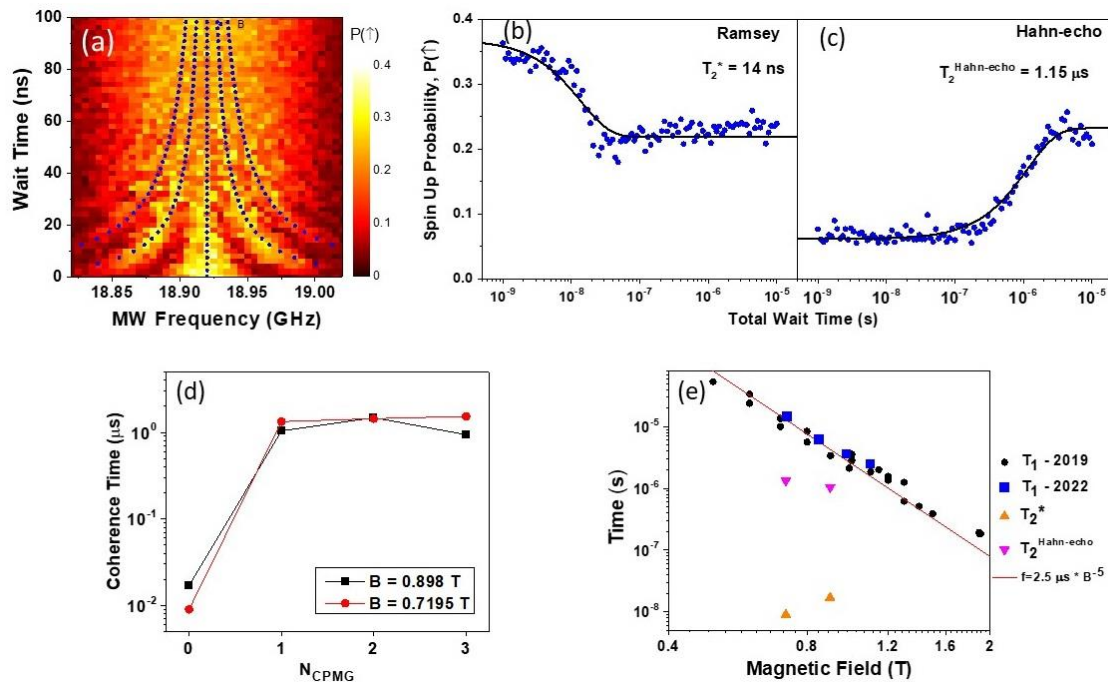 (a)
B
P(↑)
0.4
0.3
0.2
0.1
0
100
80
60
40
20
0
Wait Time (ns)
18.85
18.90
18.95
19.00
MW Frequency (GHz)
(b)
Ramsey
T2* = 14 ns
(c)
Hahn-echo
T2 Hahn-echo = 1.15 μs
0.4
0.3
0.2
0.1
0.0
Spin Up Probability, P(↑)
10⁻⁹ 10⁻⁸ 10⁻⁷ 10⁻⁶ 10⁻⁵
10⁻⁹ 10⁻⁸ 10⁻⁷ 10⁻⁶ 10⁻⁵
Total Wait Time (s)
(d)
10⁰
10⁻¹
10⁻²
Coherence Time (μs)
B = 0.898 T
B = 0.7195 T
0 1 2 3
NCPMG
(e)
10⁻⁵
10⁻⁶
10⁻⁷
10⁻⁸
Time (s)
T1 - 2019
T1 - 2022
T2*
T2 Hahn-echo
f=2.5 μs * B⁻⁵
0.4 0.8 1.2 1.6 2
Magnetic Field (T)